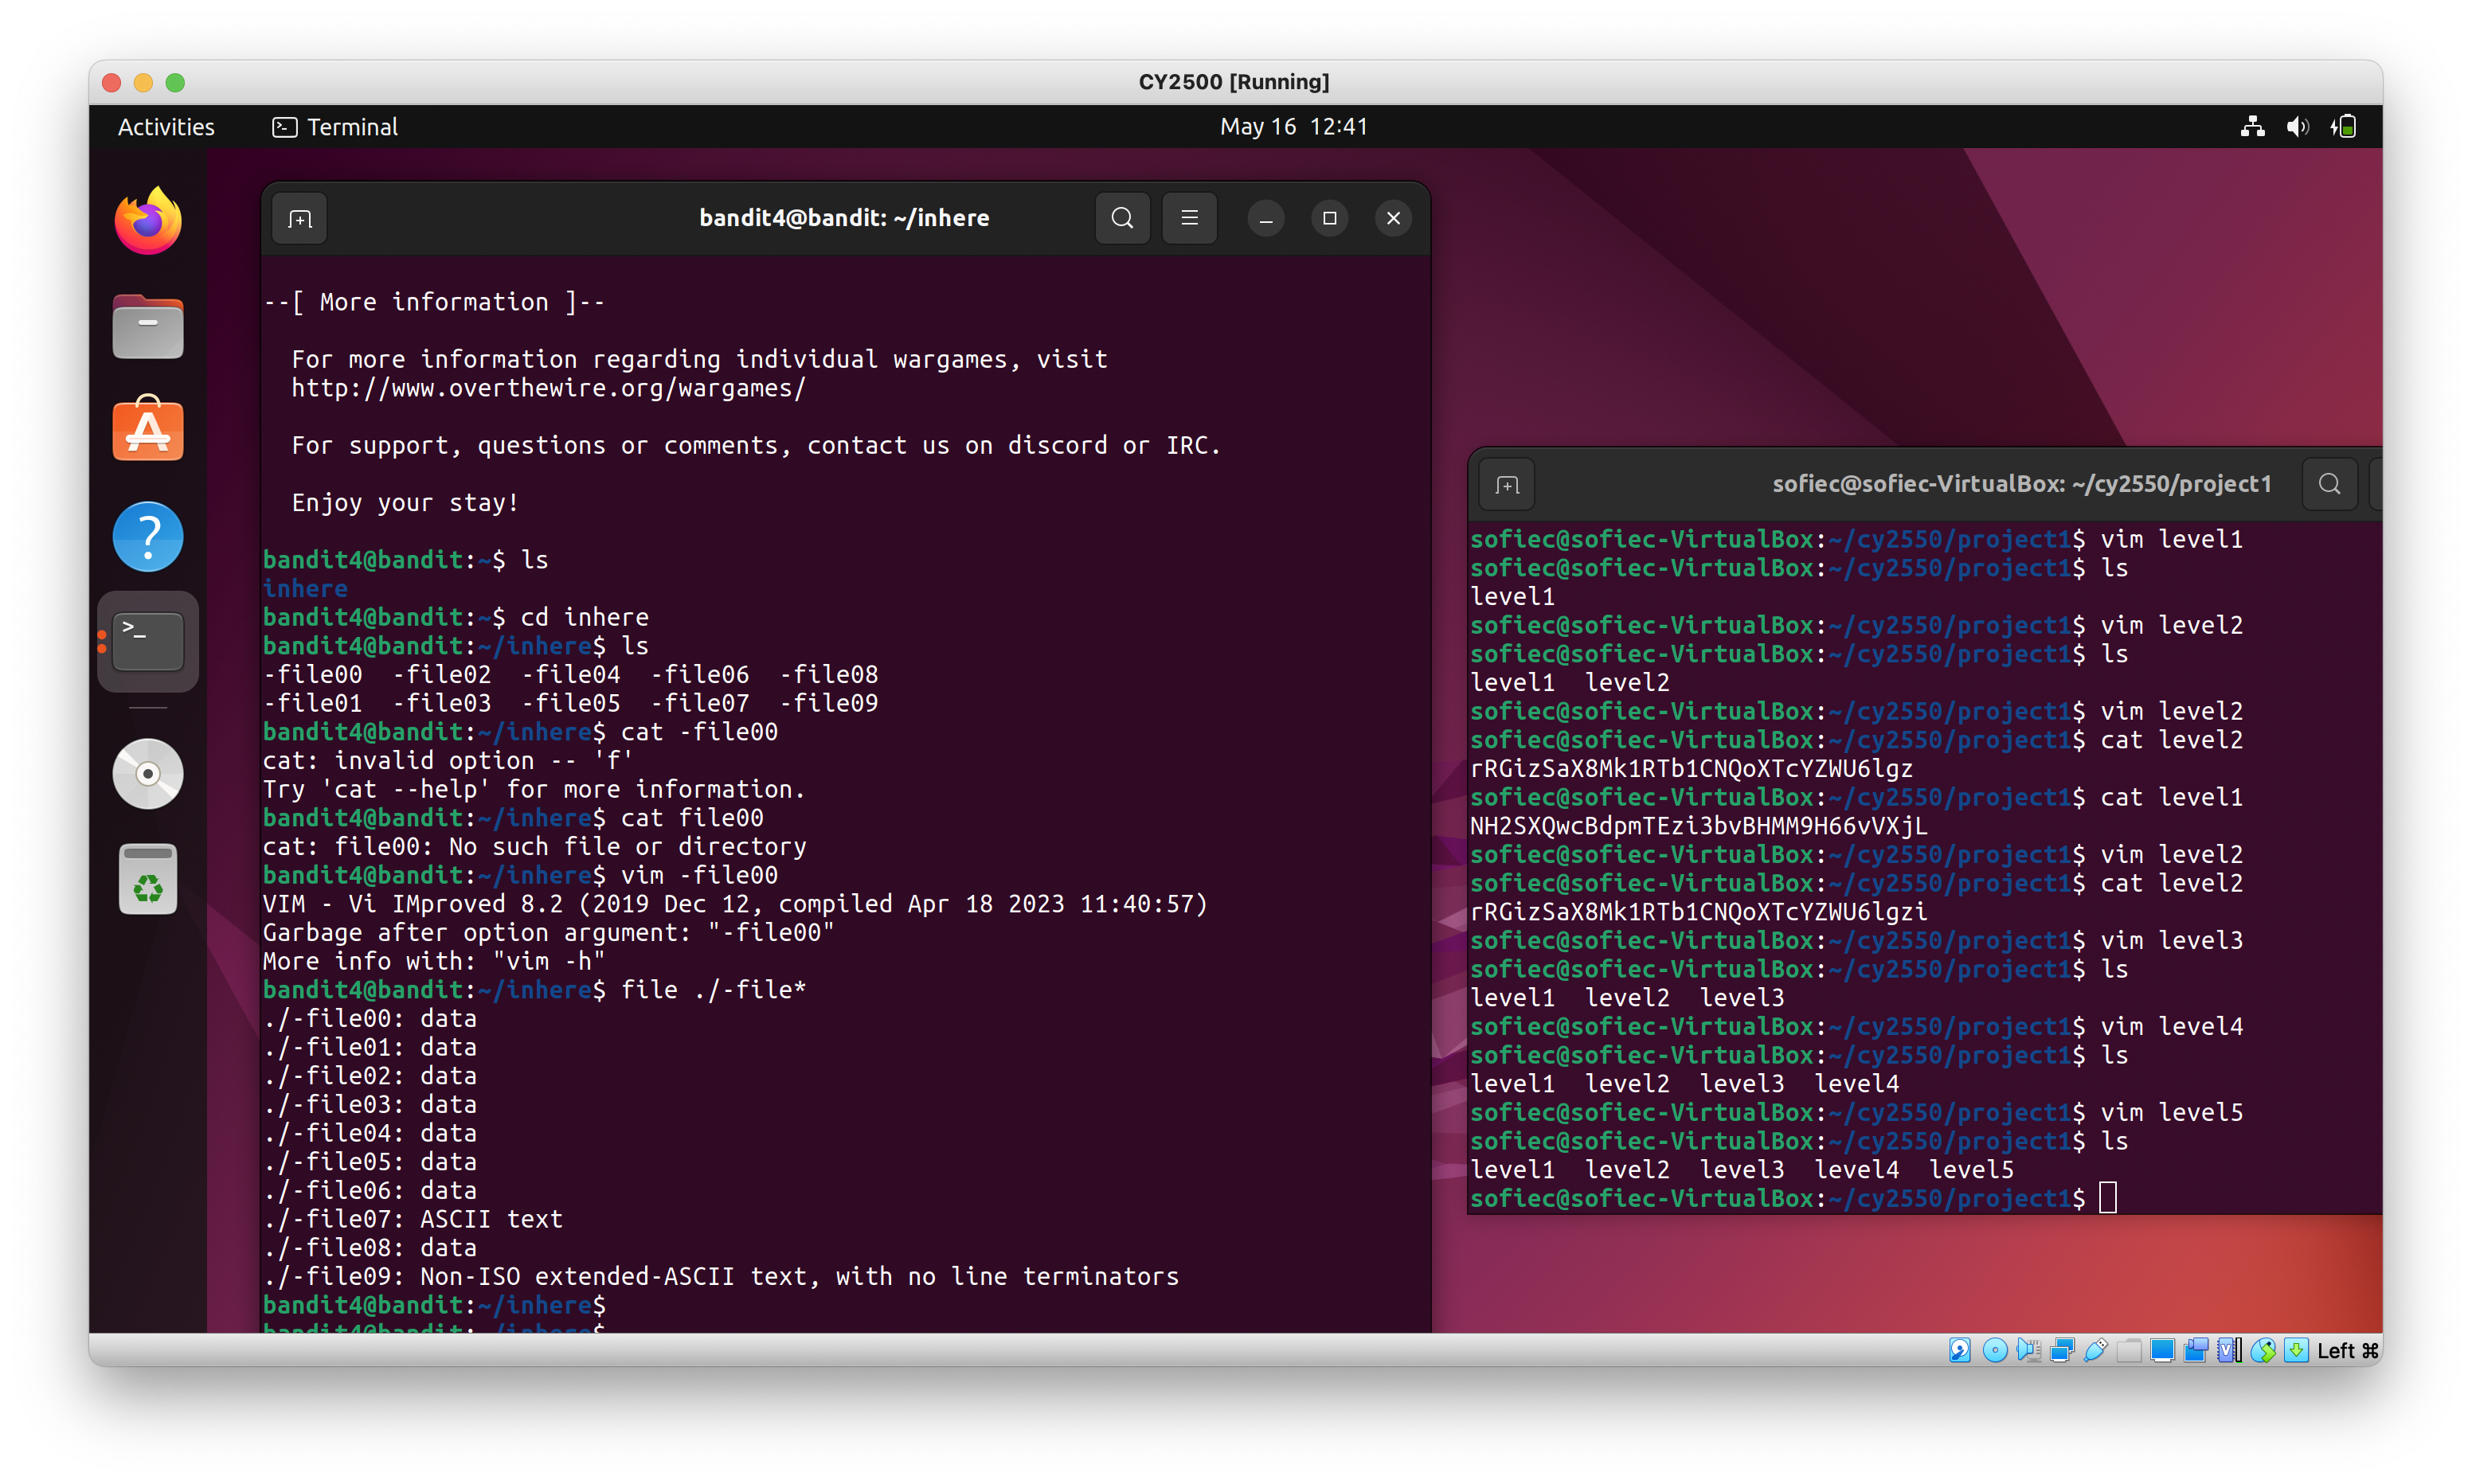 CY2500 [Running]
Activities
Terminal
May 16 12:41
bandit4@bandit: ~/inhere
--[ More information ]--
For more information regarding individual wargames, visit
http://www.overthewire.org/wargames/
For support, questions or comments, contact us on discord or IRC.
Enjoy your stay!
bandit4@bandit:~$ ls
inhere
bandit4@bandit:~$ cd inhere
bandit4@bandit:~/inhere$ ls
-file00  -file02  -file04  -file06  -file08
-file01  -file03  -file05  -file07  -file09
bandit4@bandit:~/inhere$ cat -file00
cat: invalid option -- 'f'
Try 'cat --help' for more information.
bandit4@bandit:~/inhere$ cat file00
cat: file00: No such file or directory
bandit4@bandit:~/inhere$ vim -file00
VIM - Vi IMproved 8.2 (2019 Dec 12, compiled Apr 18 2023 11:40:57)
Garbage after option argument: "-file00"
More info with: "vim -h"
bandit4@bandit:~/inhere$ file ./-file*
./-file00: data
./-file01: data
./-file02: data
./-file03: data
./-file04: data
./-file05: data
./-file06: data
./-file07: ASCII text
./-file08: data
./-file09: Non-ISO extended-ASCII text, with no line terminators
bandit4@bandit:~/inhere$
bandit4@bandit:~/inhere$
sofiec@sofiec-VirtualBox: ~/cy2550/project1
sofiec@sofiec-VirtualBox:~/cy2550/project1$ vim level1
sofiec@sofiec-VirtualBox:~/cy2550/project1$ ls
level1
sofiec@sofiec-VirtualBox:~/cy2550/project1$ vim level2
sofiec@sofiec-VirtualBox:~/cy2550/project1$ ls
level1  level2
sofiec@sofiec-VirtualBox:~/cy2550/project1$ vim level2
sofiec@sofiec-VirtualBox:~/cy2550/project1$ cat level2
rRGizSaX8Mk1RTb1CNQoXTcYZWU6lgz
sofiec@sofiec-VirtualBox:~/cy2550/project1$ cat level1
NH2SXQwcBdpmTEzi3bvBHMM9H66vVXjL
sofiec@sofiec-VirtualBox:~/cy2550/project1$ vim level2
sofiec@sofiec-VirtualBox:~/cy2550/project1$ cat level2
rRGizSaX8Mk1RTb1CNQoXTcYZWU6lgzi
sofiec@sofiec-VirtualBox:~/cy2550/project1$ vim level3
sofiec@sofiec-VirtualBox:~/cy2550/project1$ ls
level1  level2  level3
sofiec@sofiec-VirtualBox:~/cy2550/project1$ vim level4
sofiec@sofiec-VirtualBox:~/cy2550/project1$ ls
level1  level2  level3  level4
sofiec@sofiec-VirtualBox:~/cy2550/project1$ vim level5
sofiec@sofiec-VirtualBox:~/cy2550/project1$ ls
level1  level2  level3  level4  level5
sofiec@sofiec-VirtualBox:~/cy2550/project1$
Left ⌘